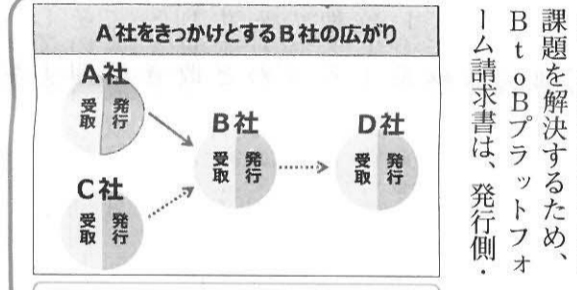 課題を解決するため、
BtoBプラットフォ
ーム請求書は、発行側・
A社をきっかけとするB社の広がり
A社
受取
発行
B社
受取
発行
D社
受取
発行
C社
受取
発行